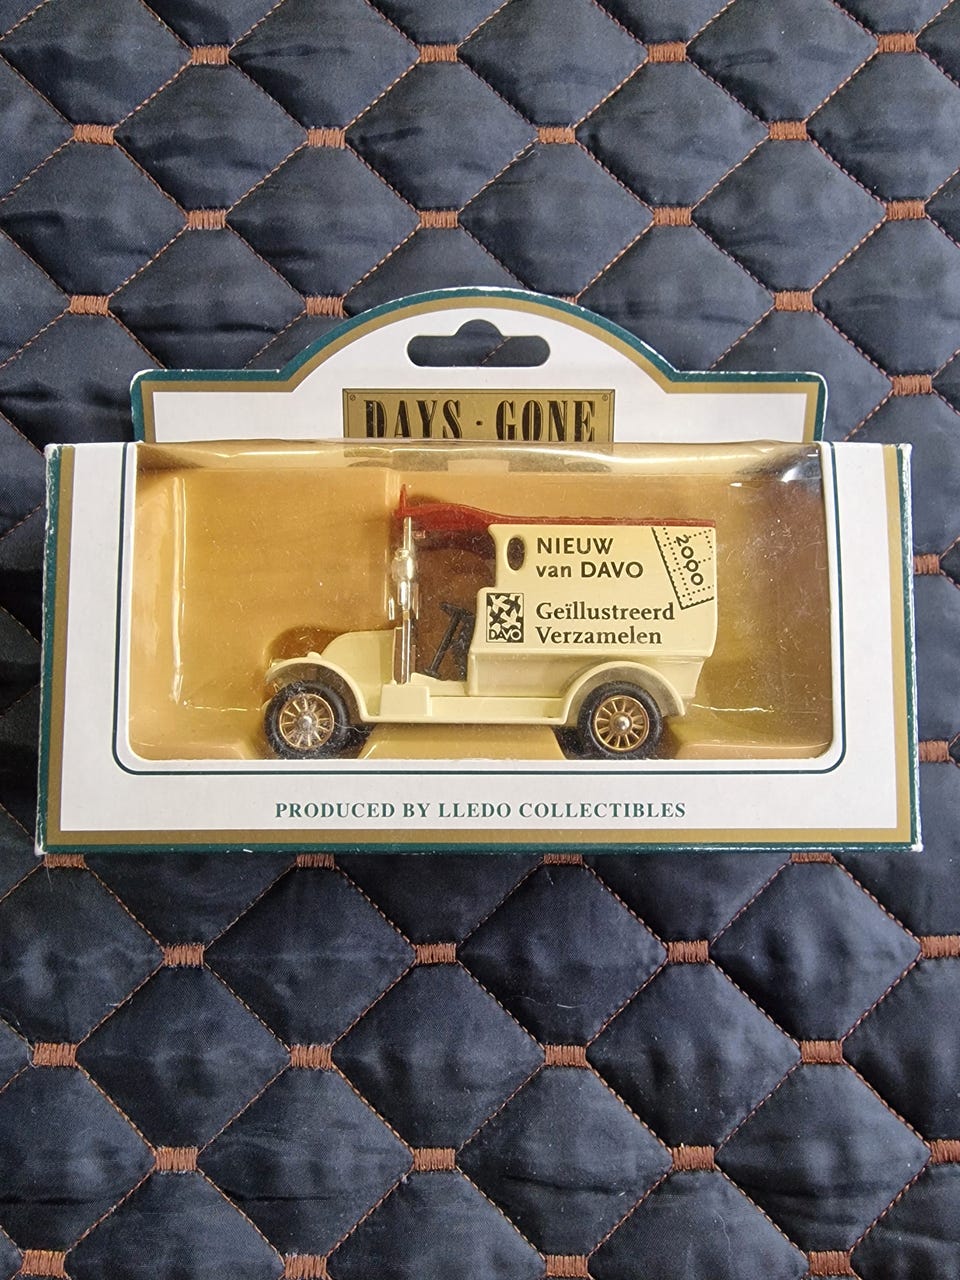 DAYS · GONE
NIEUW
van DAVO
2000
Geïllustreerd
Verzamelen
DAVO
PRODUCED BY LLEDO COLLECTIBLES